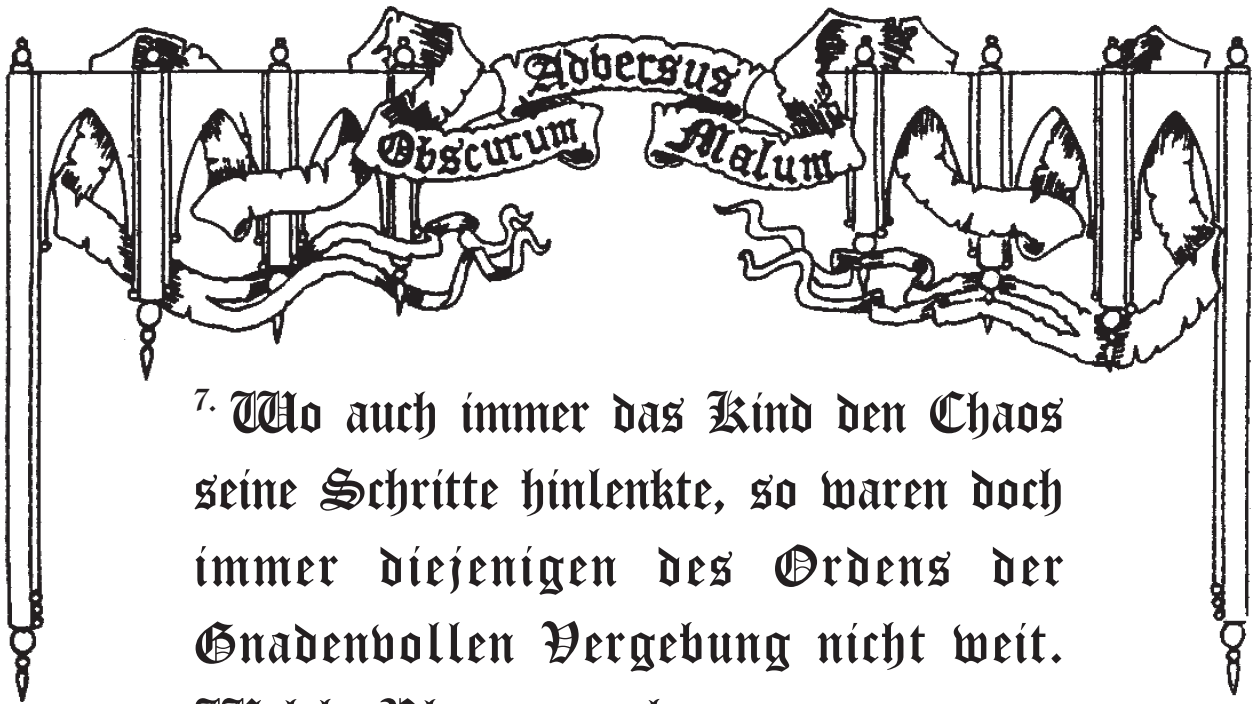 Adversus
Obscurum Malum
7. Wo auch immer das Kind den Chaos
seine Schritte hinlenkte, so waren doch
immer diejenigen des Ordens der
Gnadenvollen Vergebung nicht weit.